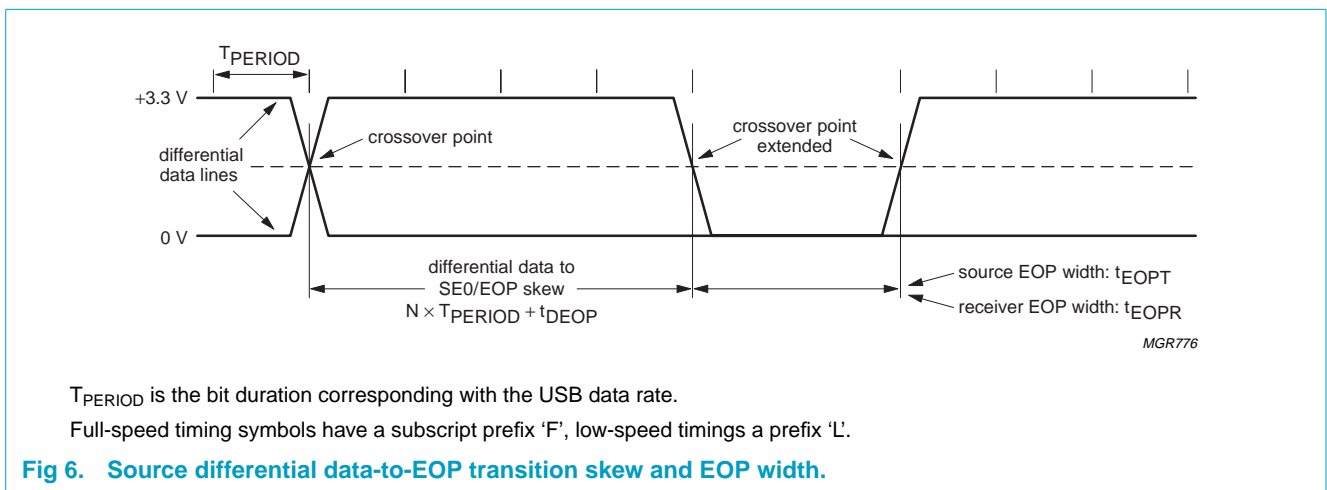 TPERIOD
+3.3 V
crossover point
crossover point
extended
differential
data lines
0 V
differential data to
SE0/EOP skew
N × TPERIOD + tDEOP
source EOP width: tEOPT
receiver EOP width: tEOPR
MGR776
TPERIOD is the bit duration corresponding with the USB data rate.
Full-speed timing symbols have a subscript prefix ‘F’, low-speed timings a prefix ‘L’.
Fig 6. Source differential data-to-EOP transition skew and EOP width.